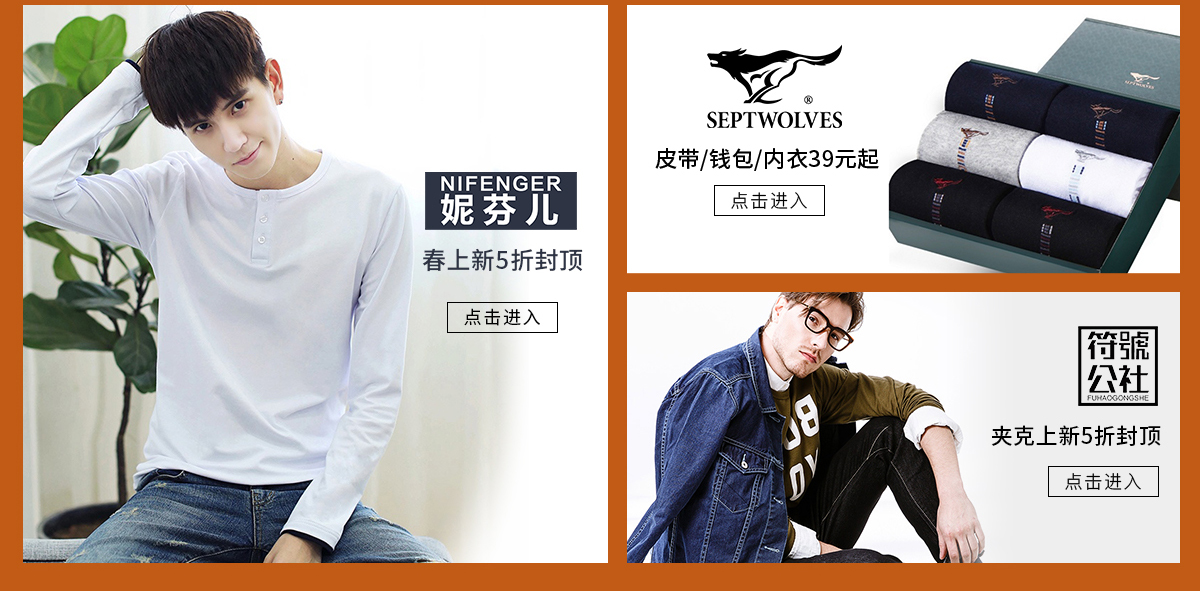 NIFENGER
妮芬儿
春上新5折封顶
点击进入
®
SEPTWOLVES
皮带/钱包/内衣39元起
点击进入
SEPTWOLVES
符號
公社
FUHAOGONGSHE
夹克上新5折封顶
点击进入